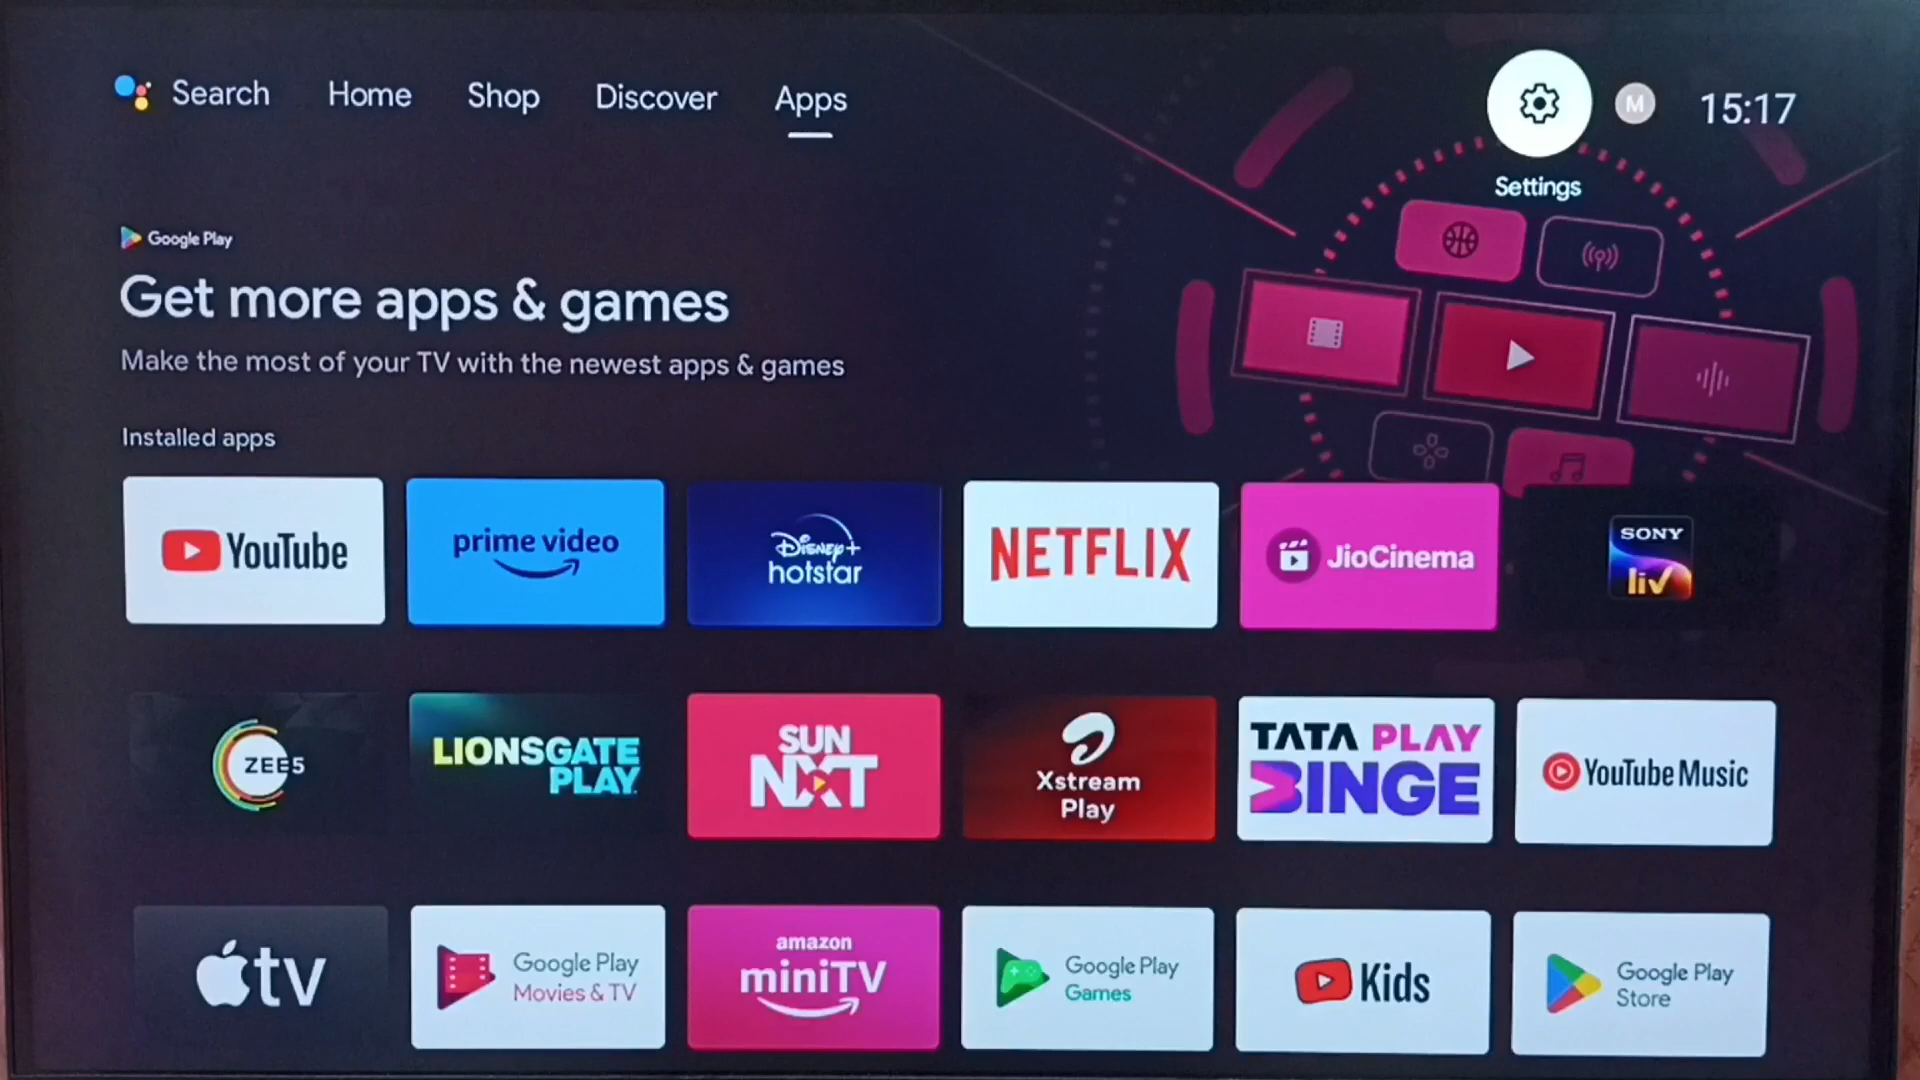 Search Home Shop Discover Apps
M 15:17
Settings
Google Play
Get more apps & games
Make the most of your TV with the newest apps & games
Installed apps
YouTube
prime video
Disney+
hotstar
NETFLIX
JioCinema
SONY
liv
ZEE5
LIONSGATE
PLAY
SUN
NXT
Xstream
Play
TATA PLAY
BINGE
YouTube Music
tv
Google Play
Movies & TV
amazon
miniTV
Google Play
Games
Kids
Google Play
Store